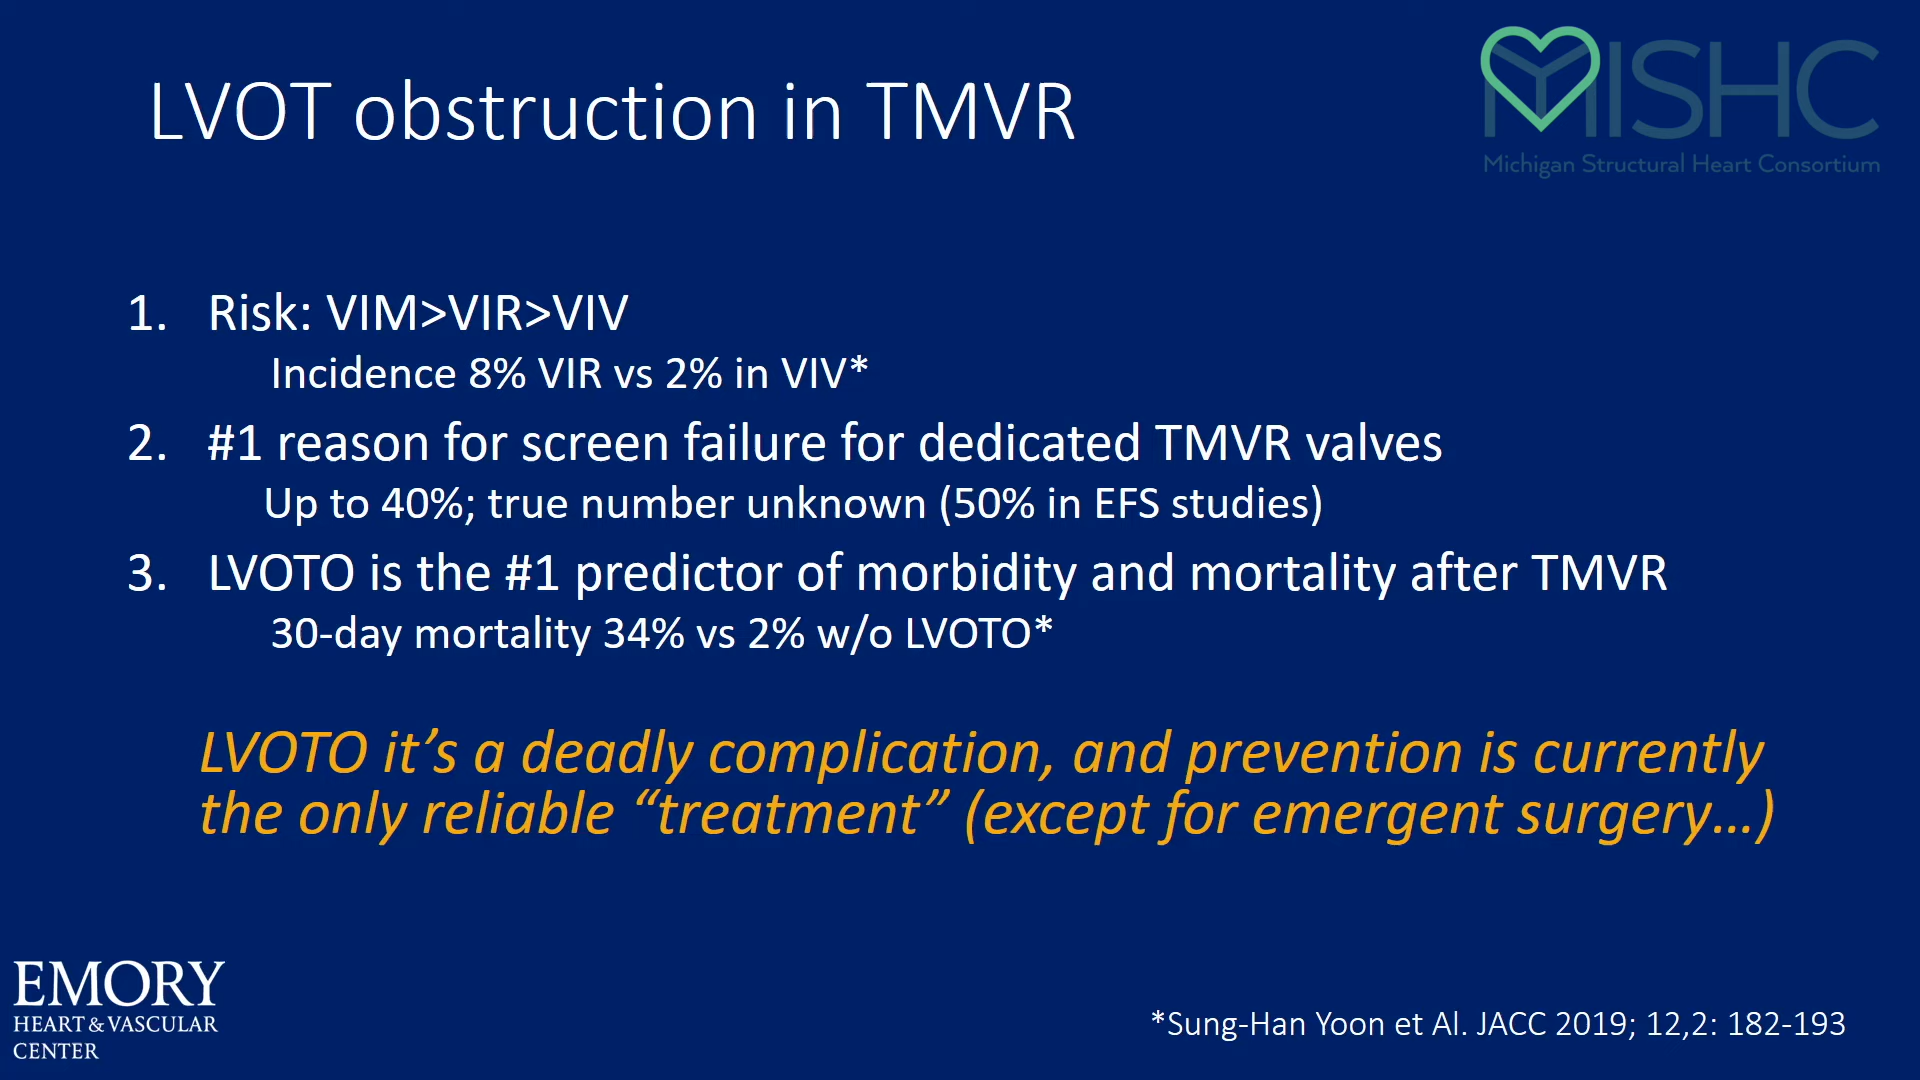 LVOT obstruction in TMVR
MISHC
Michigan Structural Heart Consortium
1. Risk: VIM>VIR>VIV
Incidence 8% VIR vs 2% in VIV*
2. #1 reason for screen failure for dedicated TMVR valves
Up to 40%; true number unknown (50% in EFS studies)
3. LVOTO is the #1 predictor of morbidity and mortality after TMVR
30-day mortality 34% vs 2% w/o LVOTO*
LVOTO it’s a deadly complication, and prevention is currently
the only reliable “treatment” (except for emergent surgery…)
EMORY
HEART & VASCULAR
CENTER
*Sung-Han Yoon et Al. JACC 2019; 12,2: 182-193